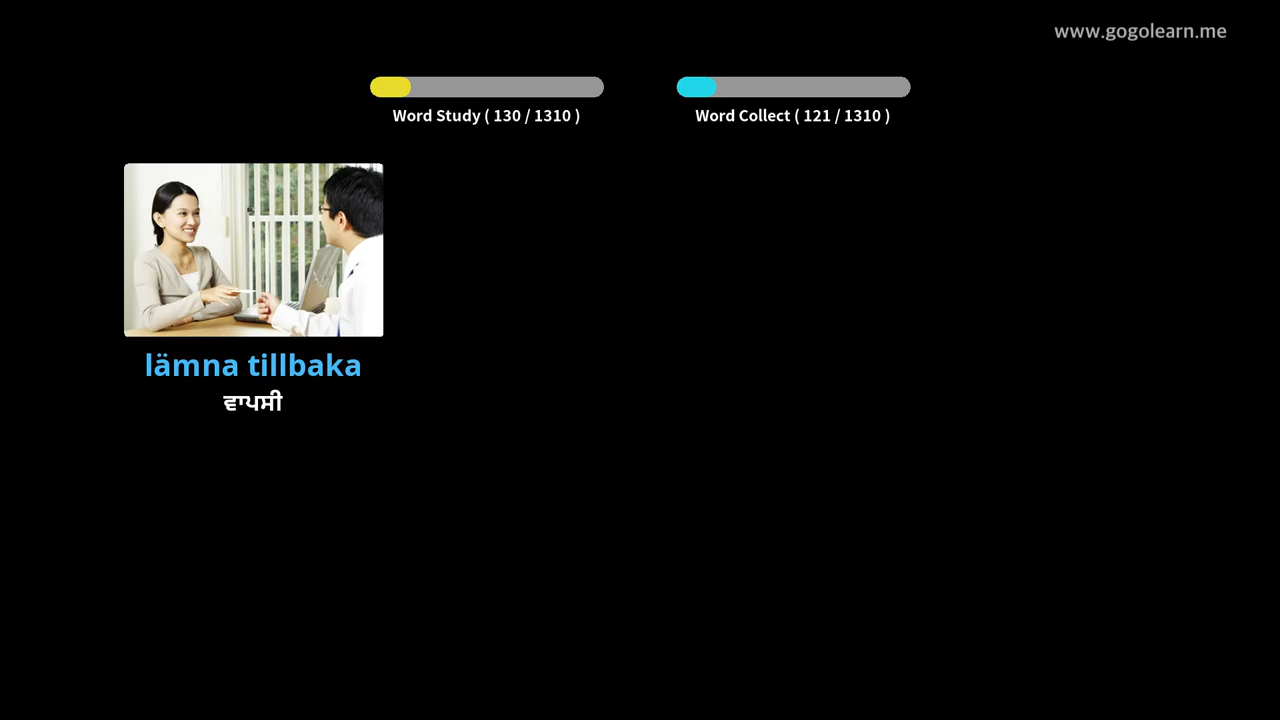 www.gogolearn.me
Word Study ( 130 / 1310 )
Word Collect ( 121 / 1310 )
lämna tillbaka
ਵਾਪਸੀ